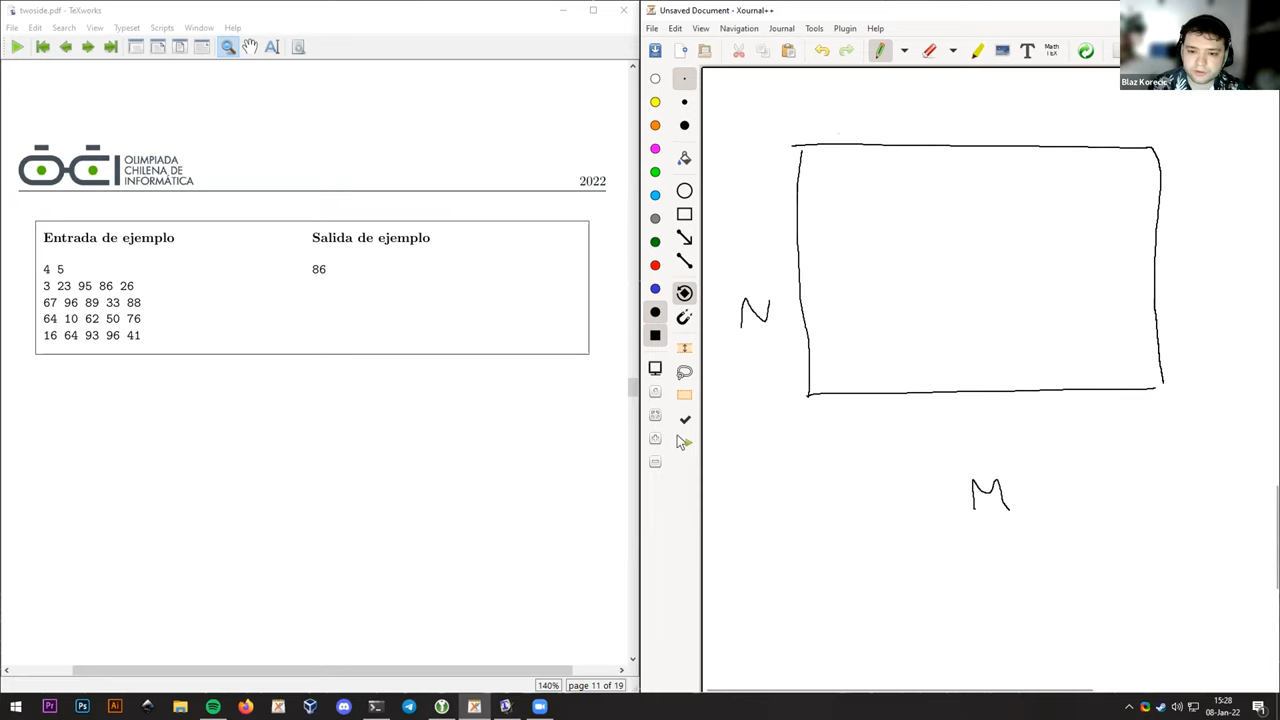 twoside.pdf - TeXworks
File Edit Search View Typeset Scripts Window Help
OCI OLIMPIADA
CHILENA DE
INFORMÁTICA
2022
Entrada de ejemplo Salida de ejemplo
4 5 86
3 23 95 86 26
67 96 89 33 88
64 10 62 50 76
16 64 93 96 41
140% page 11 of 19
Unsaved Document - Xournal++
File Edit View Navigation Journal Tools Plugin Help
T Math
TEX
Blaz Korecic
N
M
15:28
08-Jan-22